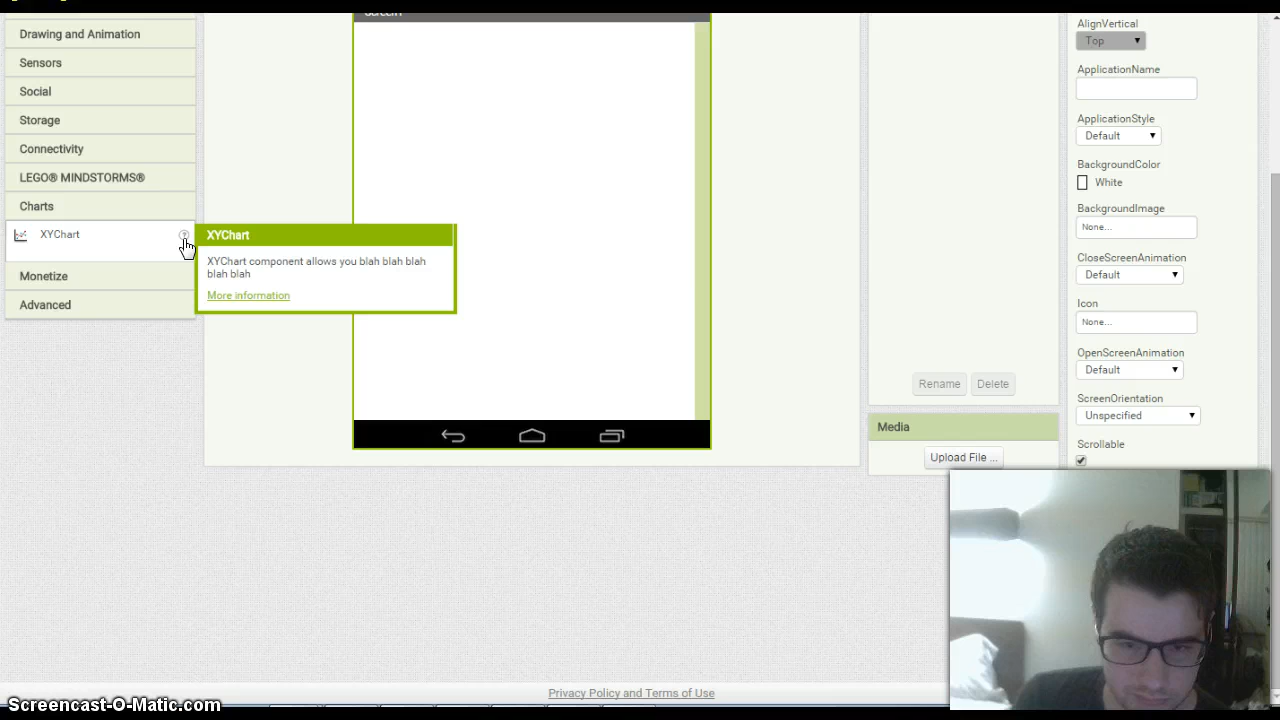 Drawing and Animation
Sensors
Social
Storage
Connectivity
LEGO® MINDSTORMS®
Charts
XYChart
Monetize
Advanced
XYChart
XYChart component allows you blah blah blah
blah blah
More information
Rename
Delete
Media
Upload File ...
AlignVertical
Top
ApplicationName
ApplicationStyle
Default
BackgroundColor
White
BackgroundImage
None...
CloseScreenAnimation
Default
Icon
None...
OpenScreenAnimation
Default
ScreenOrientation
Unspecified
Scrollable
Privacy Policy and Terms of Use
Screencast-O-Matic.com